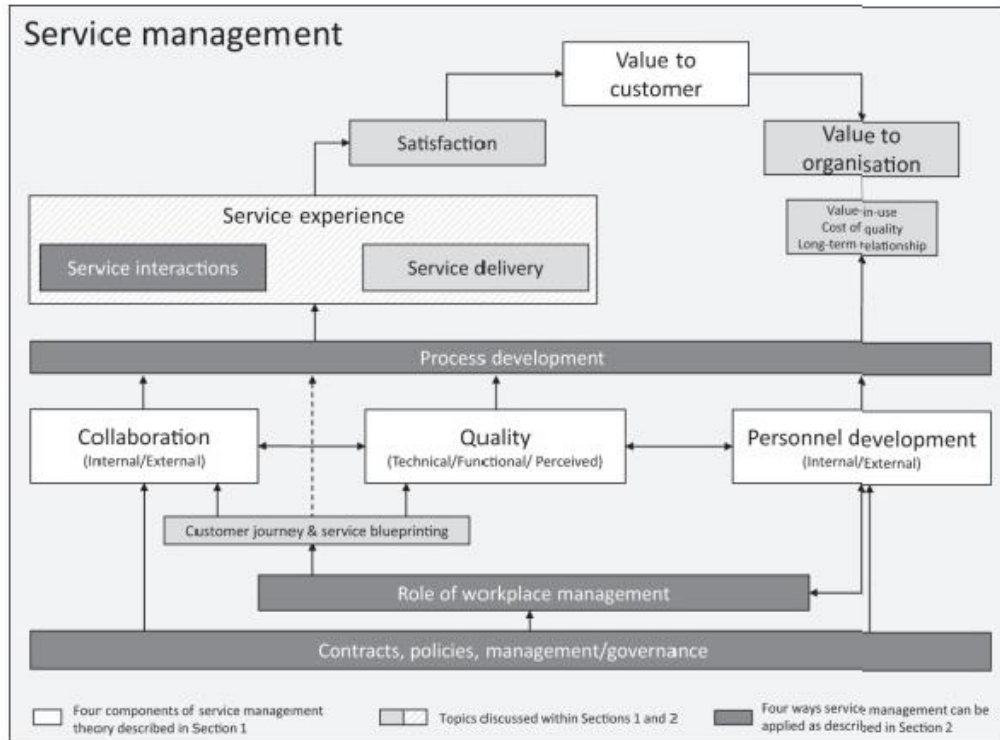 Service management
Value to
customer
Satisfaction
Value to
organisation
Service experience
Value-in-use
Cost of quality
Long-term relationship
Service interactions
Service delivery
Process development
Collaboration
(Internal/External)
Quality
(Technical/Functional/ Perceived)
Personnel development
(Internal/External)
Customer journey & service blueprinting
Role of workplace management
Contracts, policies, management/governance
Four components of service management
theory described in Section 1
Topics discussed within Sections 1 and 2
Four ways service management can be
applied as described in Section 2